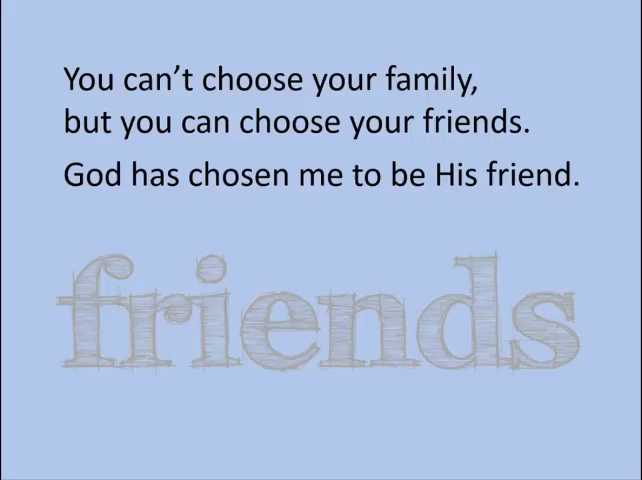 You can't choose your family,
but you can choose your friends.
God has chosen me to be His friend.
friends